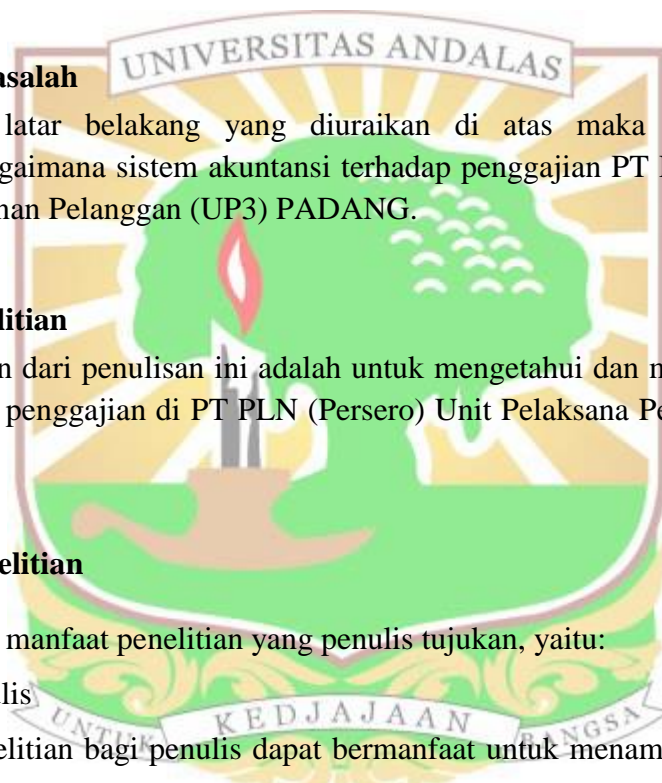 UNIVERSITAS ANDALAS
asalah
latar belakang yang diuraikan di atas maka
gaimana sistem akuntansi terhadap penggajian PT
nan Pelanggan (UP3) PADANG.
litian
n dari penulisan ini adalah untuk mengetahui dan
penggajian di PT PLN (Persero) Unit Pelaksana Pe
elitian
manfaat penelitian yang penulis tujukan, yaitu:
lis
UNTUK KEDJAJAAN BANGSA
elitian bagi penulis dapat bermanfaat untuk menam